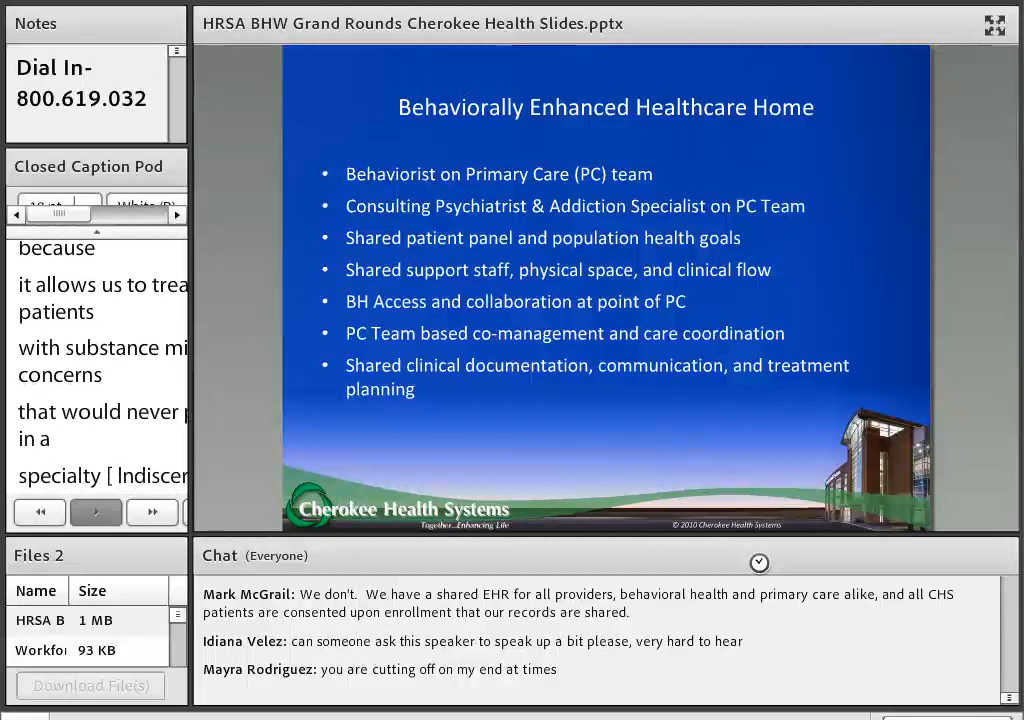 Notes
Dial In-
800.619.032
Closed Caption Pod
because
it allows us to trea
patients
with substance mi
concerns
that would never
in a
specialty [ Indiscer
Files 2
Name Size
HRSA B 1 MB
Workfo 93 KB
Download File(s)
HRSA BHW Grand Rounds Cherokee Health Slides.pptx
Behaviorally Enhanced Healthcare Home
• Behaviorist on Primary Care (PC) team
• Consulting Psychiatrist & Addiction Specialist on PC Team
• Shared patient panel and population health goals
• Shared support staff, physical space, and clinical flow
• BH Access and collaboration at point of PC
• PC Team based co-management and care coordination
• Shared clinical documentation, communication, and treatment
planning
Cherokee Health Systems
Together...Enhancing Life
© 2010 Cherokee Health Systems
Chat (Everyone)
Mark McGrail: We don't. We have a shared EHR for all providers, behavioral health and primary care alike, and all CHS
patients are consented upon enrollment that our records are shared.
Idiana Velez: can someone ask this speaker to speak up a bit please, very hard to hear
Mayra Rodriguez: you are cutting off on my end at times